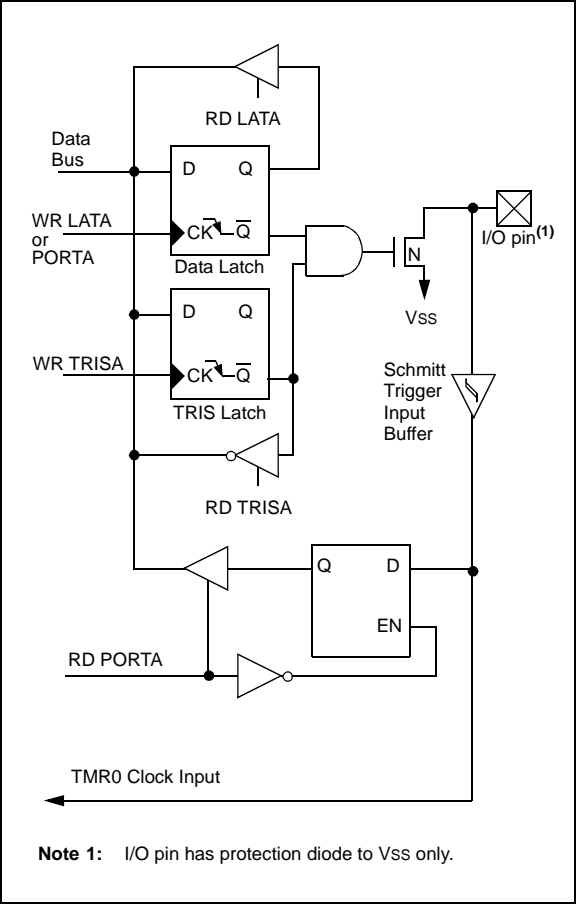 RD LATA
Data
Bus
D Q
WR LATA
or
PORTA
CK Q̅
Data Latch
I/O pin(1)
N
VSS
D Q
WR TRISA
CK Q̅
TRIS Latch
Schmitt
Trigger
Input
Buffer
RD TRISA
Q D
EN
RD PORTA
TMR0 Clock Input
Note 1: I/O pin has protection diode to VSS only.